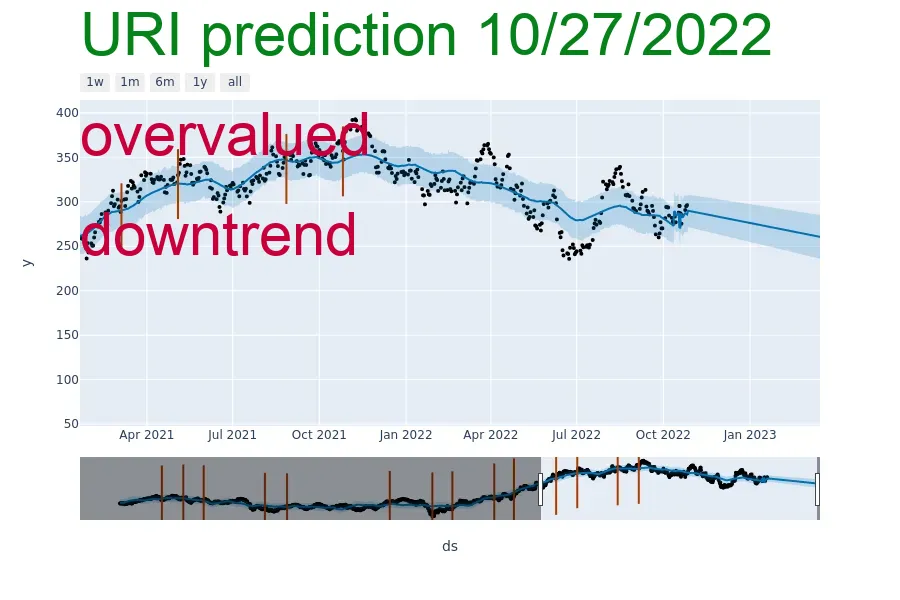 URI prediction 10/27/2022
1w 1m 6m 1y all
400
overvalued
350
300
downtrend
250
y
200
150
100
50
Apr 2021 Jul 2021 Oct 2021 Jan 2022 Apr 2022 Jul 2022 Oct 2022 Jan 2023
ds